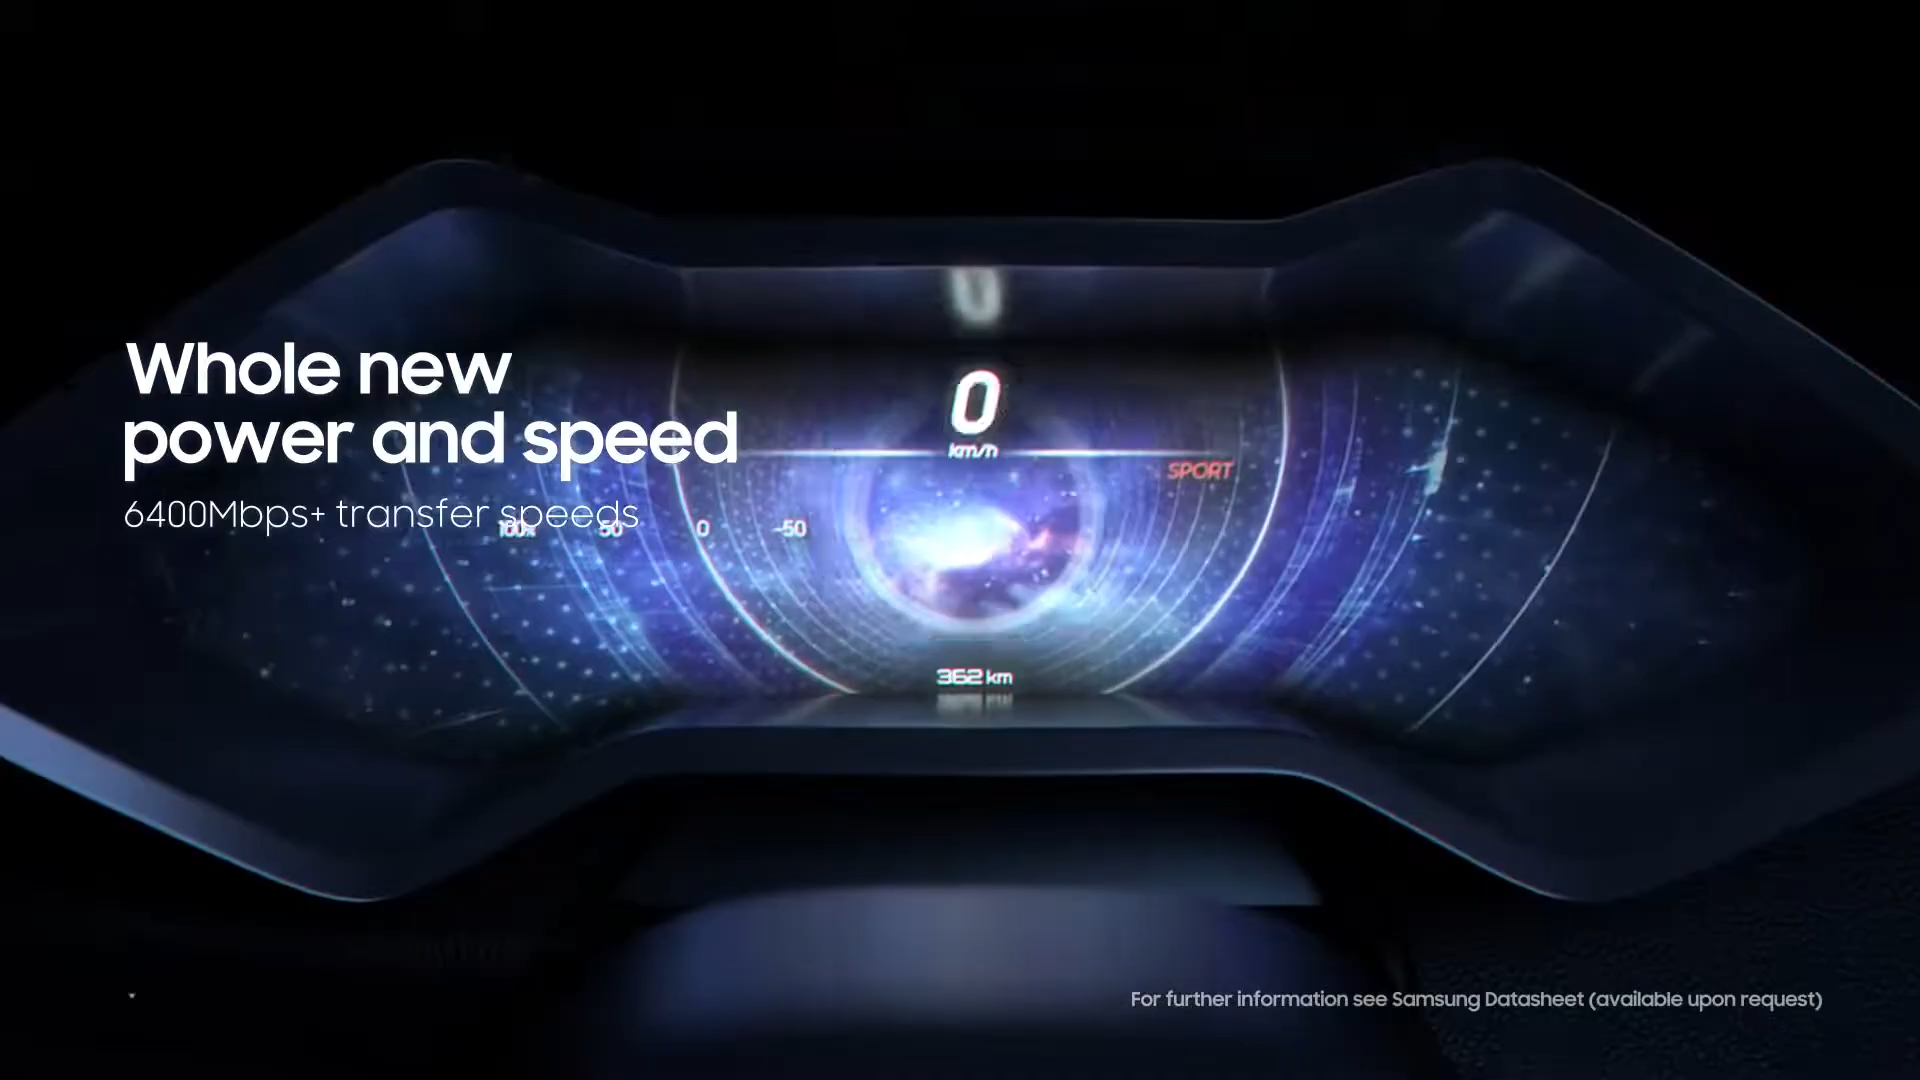 Whole new
power and speed
6400Mbps+ transfer speeds
0
km/h
SPORT
100% 50 0 -50
362 km
For further information see Samsung Datasheet (available upon request)